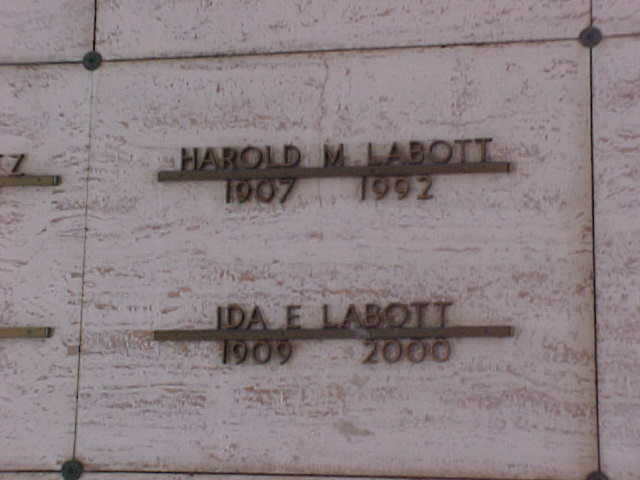 HAROLD M LABOTT
1907 1992
IDA E LABOTT
1909 2000